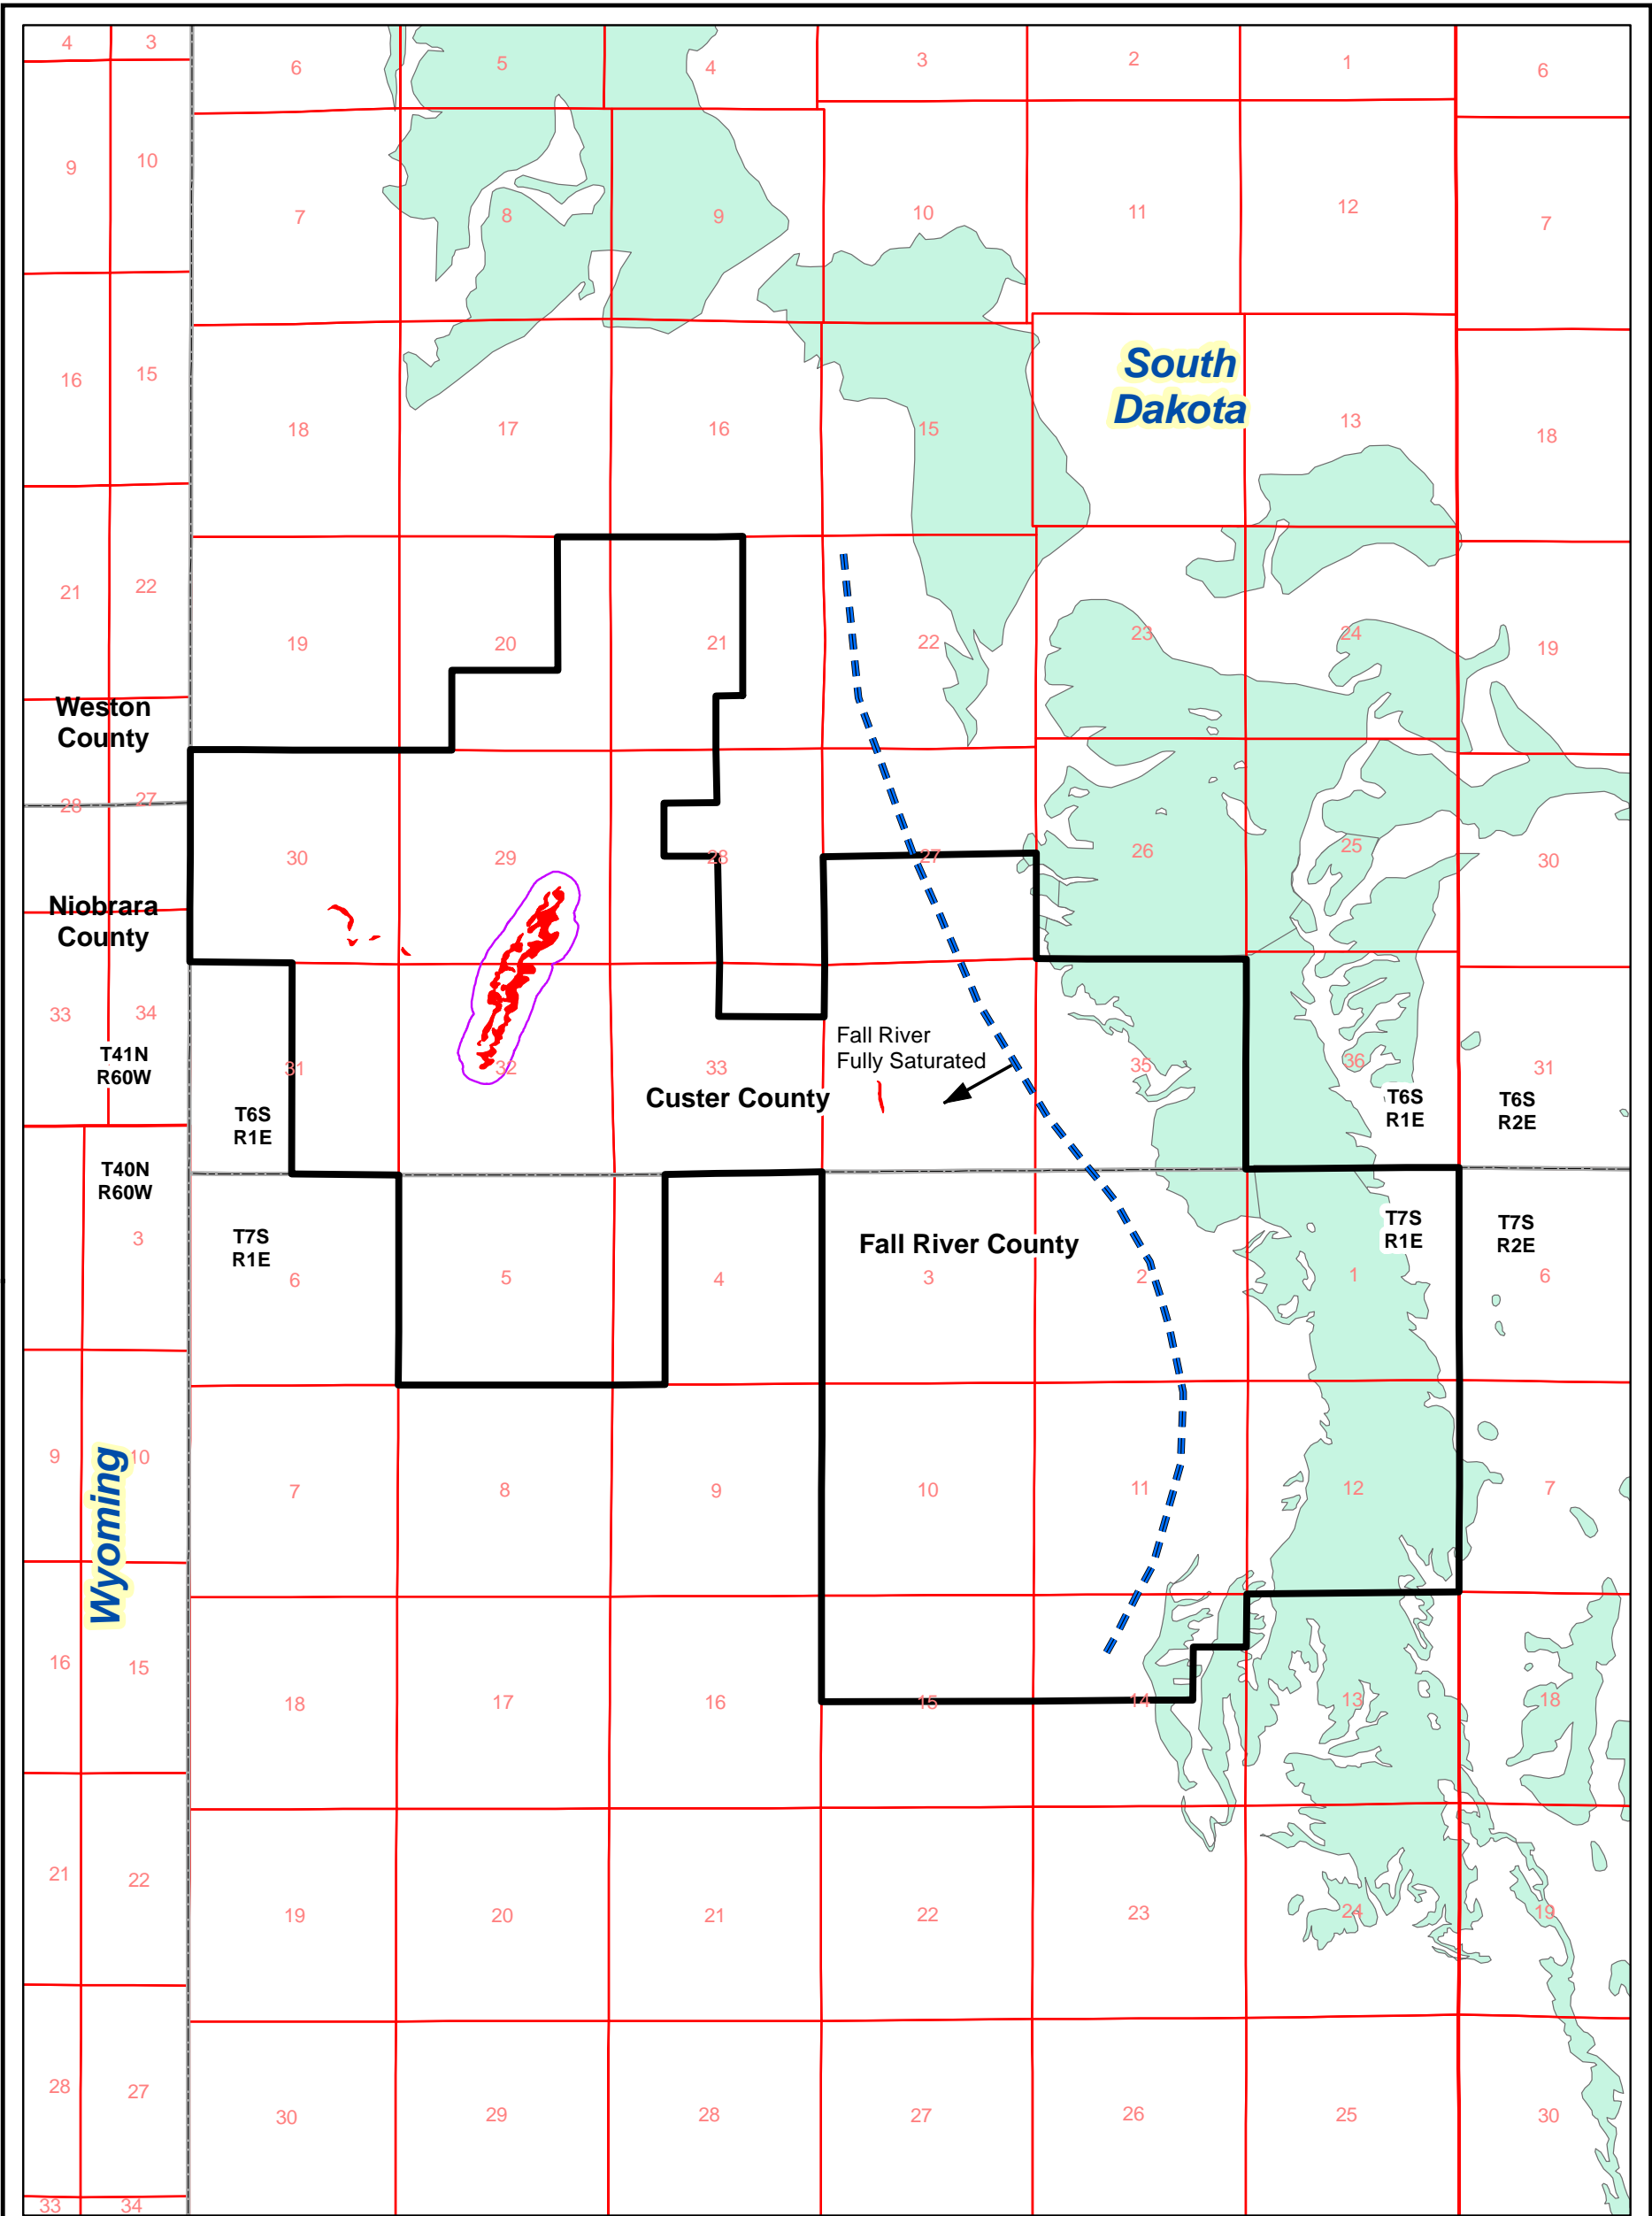 4 3 6 5 4 3 2 1 6
9 10 7 8 9 10 11 12 7
16 15 18 17 16 15 13 18
South
Dakota
21 22 19 20 21 22 23 24 19
Weston
County
28 27 30 29 28 27 26 25 30
Niobrara
County
33 34 31 32 33 35 36 31
Fall River
Fully Saturated
T41N
R60W
Custer County
T6S
R1E
T6S
R1E
T6S
R2E
T40N
R60W
T7S
R1E
Fall River County
T7S
R1E
T7S
R2E
3 6 5 4 3 2 1 6
Wyoming
9 10 7 8 9 10 11 12 7
16 15 18 17 16 15 14 13 18
21 22 19 20 21 22 23 24 19
28 27 30 29 28 27 26 25 30
33 34